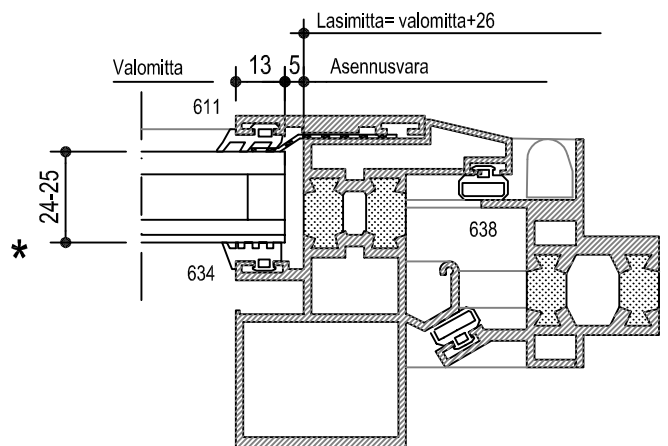 Lasimitta= valomitta+26
Valomitta
13
5
Asennusvara
611
24-25
*
638
634